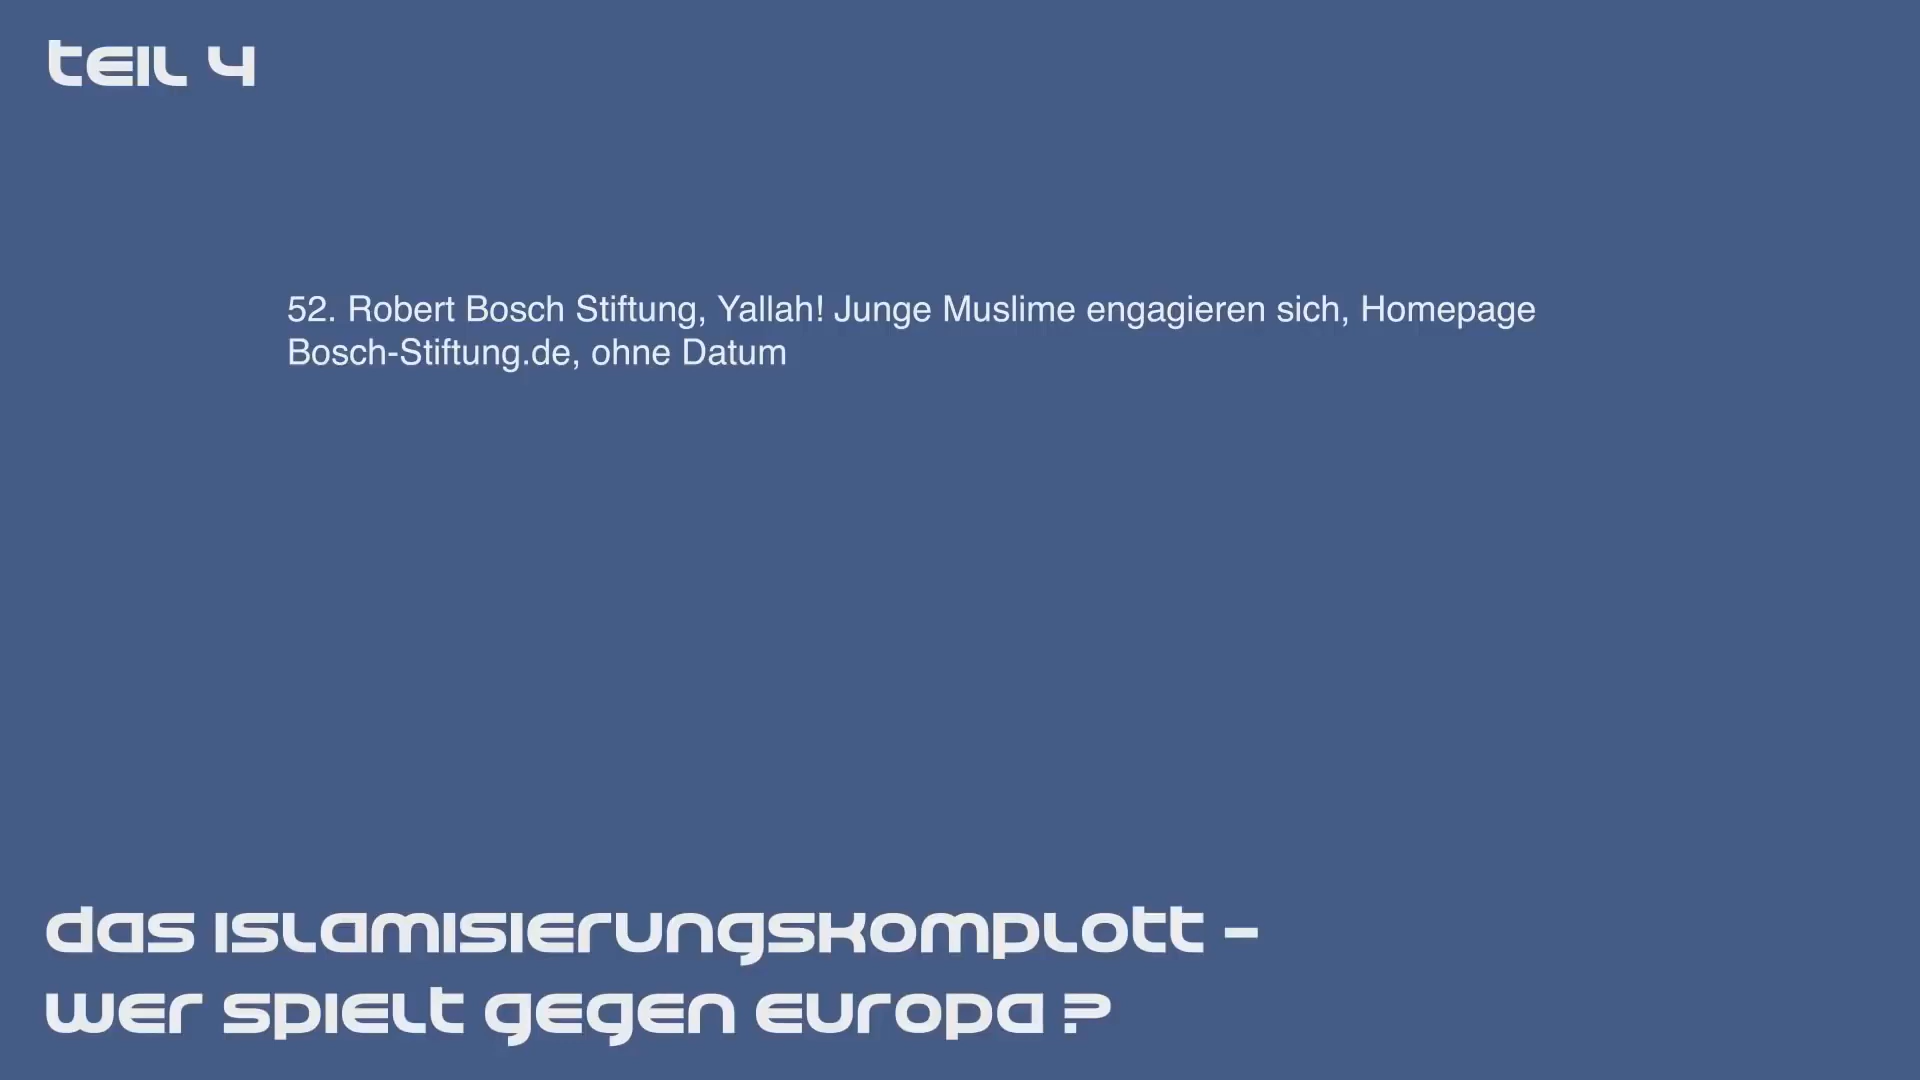 Teil 4
52. Robert Bosch Stiftung, Yallah! Junge Muslime engagieren sich, Homepage
Bosch-Stiftung.de, ohne Datum
Das Islamisierungskomplott –
wer spielt gegen Europa ?